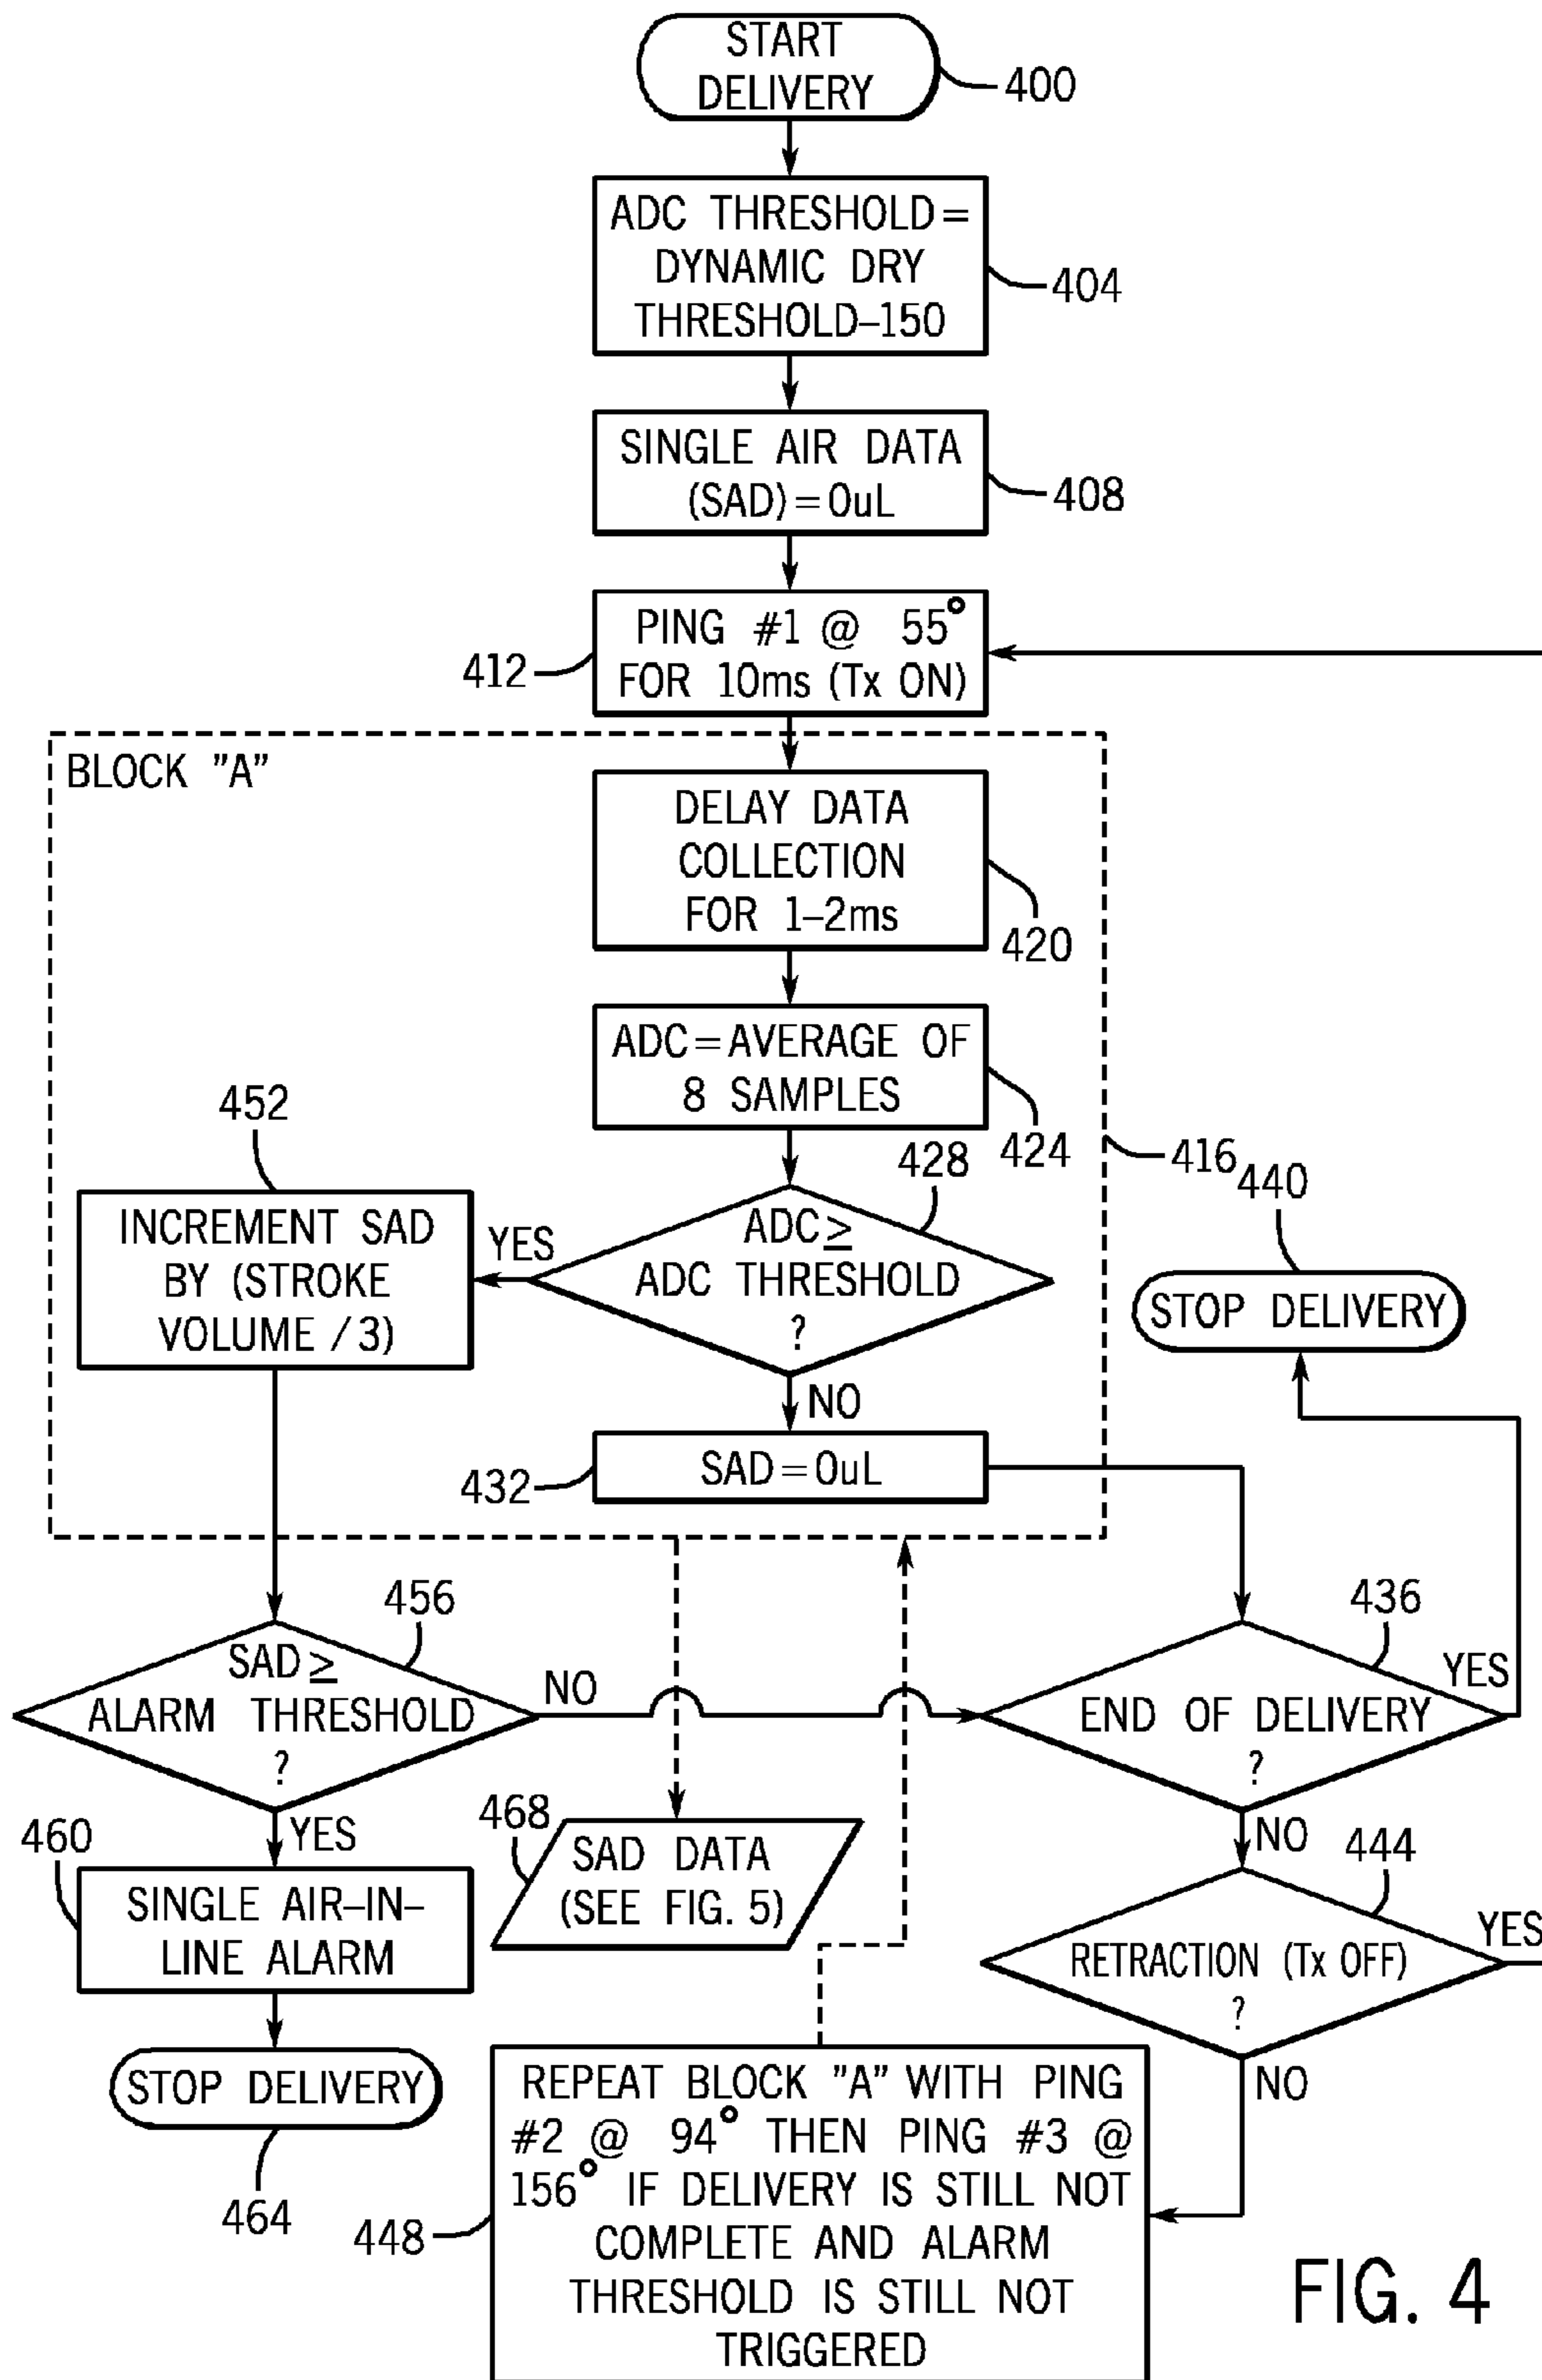 START
DELIVERY
400
ADC THRESHOLD=
DYNAMIC DRY
THRESHOLD–150
404
SINGLE AIR DATA
(SAD)=0uL
408
PING #1 @ 55°
FOR 10ms (Tx ON)
412
BLOCK "A"
DELAY DATA
COLLECTION
FOR 1–2ms
420
ADC=AVERAGE OF
8 SAMPLES
424
416
428
ADC≥
ADC THRESHOLD
?
YES
NO
452
INCREMENT SAD
BY (STROKE
VOLUME /3)
440
STOP DELIVERY
SAD=0uL
432
456
SAD≥
ALARM THRESHOLD
?
NO
YES
436
END OF DELIVERY
?
YES
NO
460
SINGLE AIR–IN–
LINE ALARM
468
SAD DATA
(SEE FIG. 5)
444
RETRACTION (Tx OFF)
?
YES
NO
STOP DELIVERY
464
REPEAT BLOCK "A" WITH PING
#2 @ 94° THEN PING #3 @
156° IF DELIVERY IS STILL NOT
COMPLETE AND ALARM
THRESHOLD IS STILL NOT
TRIGGERED
448
FIG. 4